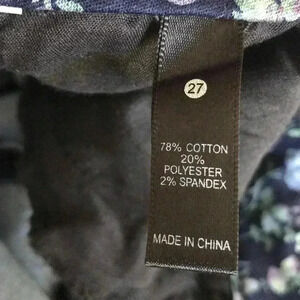 27
78% COTTON
20%
POLYESTER
2% SPANDEX
MADE IN CHINA